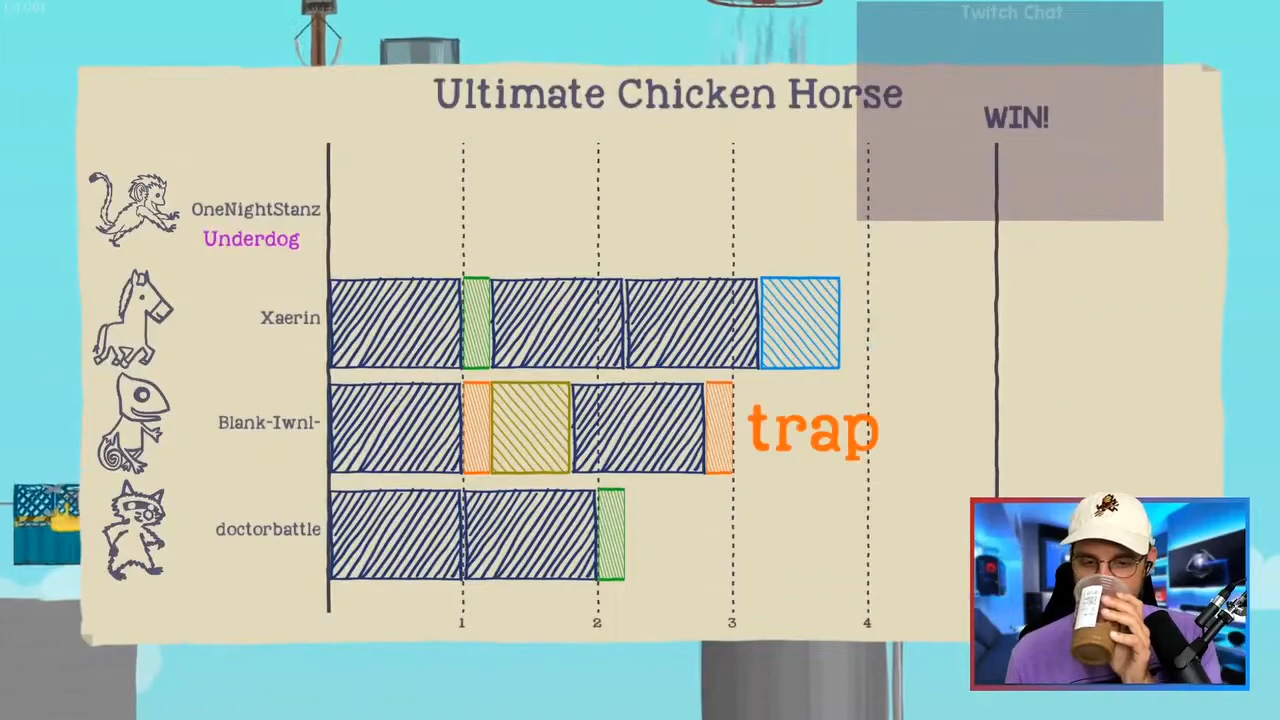 Twitch Chat
Ultimate Chicken Horse
WIN!
OneNightStanz
Underdog
Xaerin
Blank-Iwnl-
trap
doctorbattle
1 2 3 4